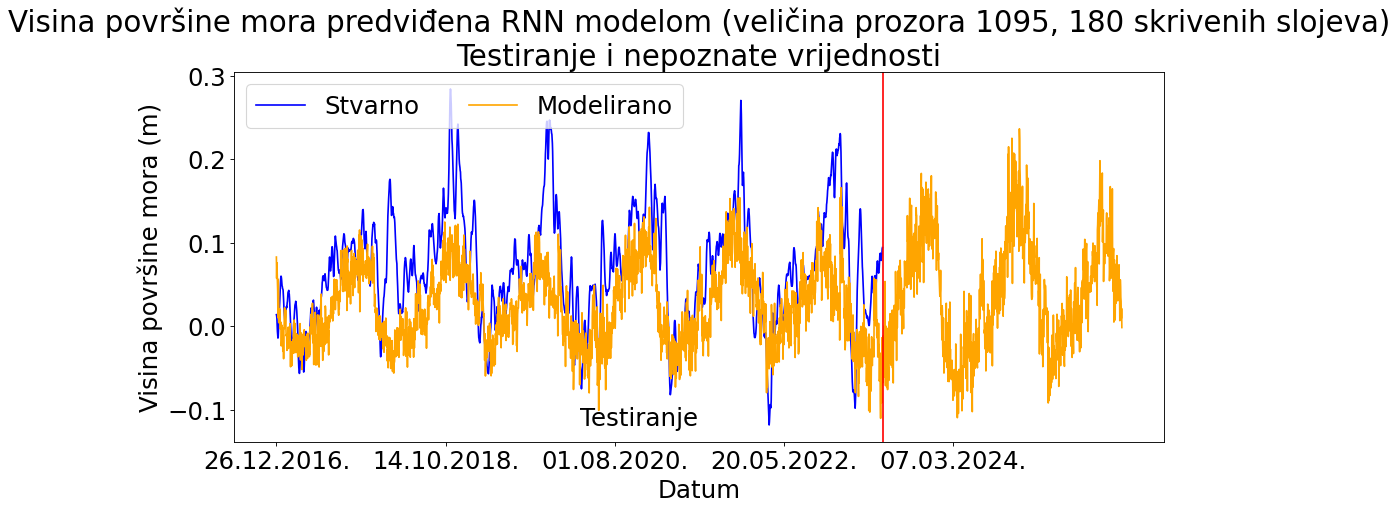 Visina površine mora predviđena RNN modelom (veličina prozora 1095, 180 skrivenih slojeva)
Testiranje i nepoznate vrijednosti
Stvarno
Modelirano
Visina površine mora (m)
0.3
0.2
0.1
0.0
−0.1
Testiranje
26.12.2016.
14.10.2018.
01.08.2020.
20.05.2022.
07.03.2024.
Datum